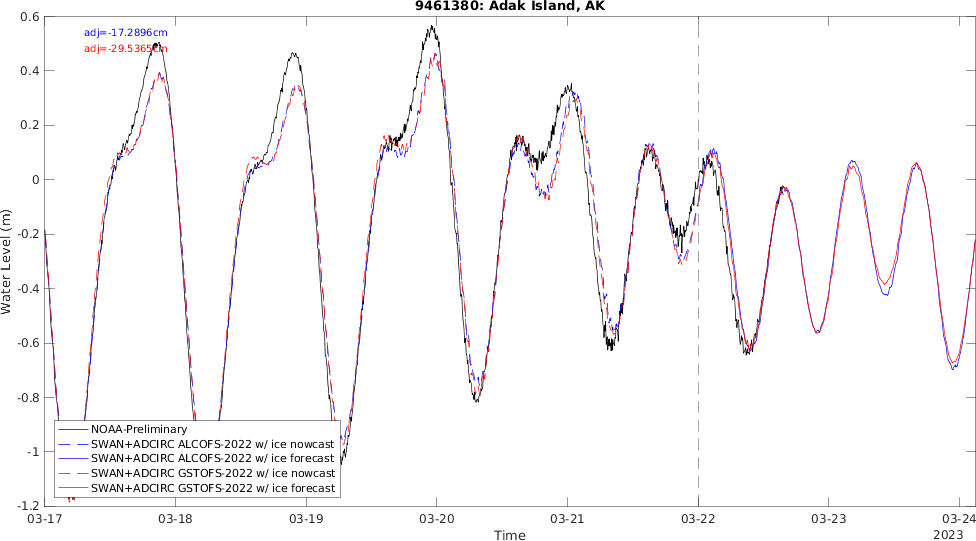 9461380: Adak Island, AK
adj=-17.2896cm
adj=-29.5365cm
0.6
0.4
0.2
0
-0.2
-0.4
-0.6
-0.8
-1
-1.2
Water Level (m)
NOAA-Preliminary
SWAN+ADCIRC ALCOFS-2022 w/ ice nowcast
SWAN+ADCIRC ALCOFS-2022 w/ ice forecast
SWAN+ADCIRC GSTOFS-2022 w/ ice nowcast
SWAN+ADCIRC GSTOFS-2022 w/ ice forecast
03-17 03-18 03-19 03-20 03-21 03-22 03-23 03-24
Time
2023